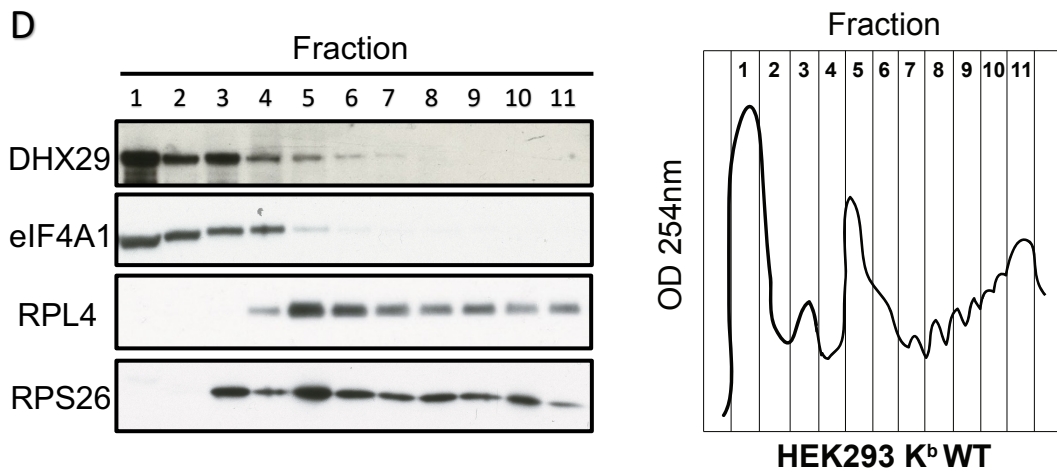 D
Fraction
1 2 3 4 5 6 7 8 9 10 11
DHX29
eIF4A1
RPL4
RPS26
Fraction
1 2 3 4 5 6 7 8 9 10 11
OD 254nm
HEK293 Kᵇ WT